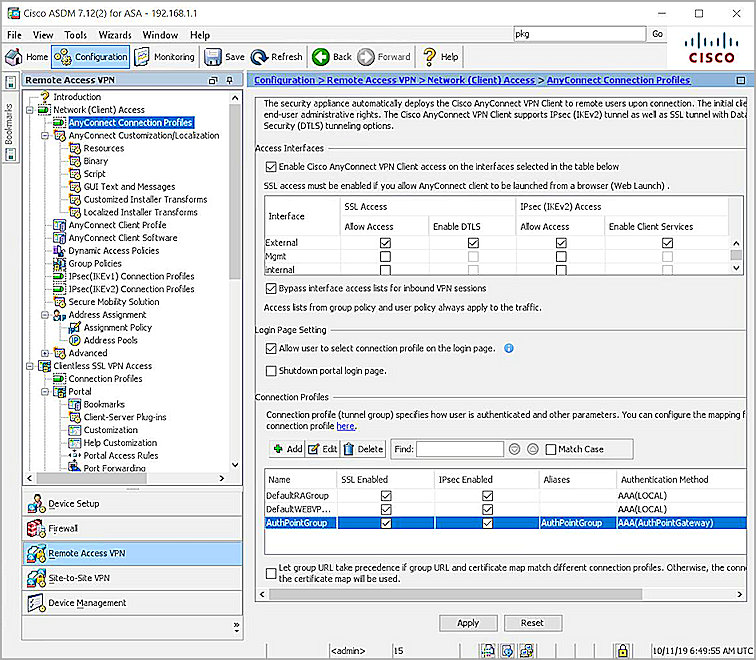 Cisco ASDM 7.12(2) for ASA - 192.168.1.1
File View Tools Wizards Window Help
pkg
Go
Home Configuration Monitoring Save Refresh Back Forward Help
CISCO
Bookmarks
Remote Access VPN
Introduction
Network (Client) Access
AnyConnect Connection Profiles
AnyConnect Customization/Localization
Resources
Binary
Script
GUI Text and Messages
Customized Installer Transforms
Localized Installer Transforms
AnyConnect Client Profile
AnyConnect Client Software
Dynamic Access Policies
Group Policies
IPsec(IKEv1) Connection Profiles
IPsec(IKEv2) Connection Profiles
Secure Mobility Solution
Address Assignment
Assignment Policy
Address Pools
Advanced
Clientless SSL VPN Access
Connection Profiles
Portal
Bookmarks
Client-Server Plug-ins
Customization
Help Customization
Portal Access Rules
Port Forwarding
Device Setup
Firewall
Remote Access VPN
Site-to-Site VPN
Device Management
Configuration > Remote Access VPN > Network (Client) Access > AnyConnect Connection Profiles
The security appliance automatically deploys the Cisco AnyConnect VPN Client to remote users upon connection. The initial cli
end-user administrative rights. The Cisco AnyConnect VPN Client supports IPsec (IKEv2) tunnel as well as SSL tunnel with Data
Security (DTLS) tunneling options.
Access Interfaces
Enable Cisco AnyConnect VPN Client access on the interfaces selected in the table below
SSL access must be enabled if you allow AnyConnect client to be launched from a browser (Web Launch) .
Interface SSL Access IPsec (IKEv2) Access
Allow Access Enable DTLS Allow Access Enable Client Services
External
Mgmt
internal
Bypass interface access lists for inbound VPN sessions
Access lists from group policy and user policy always apply to the traffic.
Login Page Setting
Allow user to select connection profile on the login page.
Shutdown portal login page.
Connection Profiles
Connection profile (tunnel group) specifies how user is authenticated and other parameters. You can configure the mapping f
connection profile here.
Add Edit Delete Find: Match Case
Name SSL Enabled IPsec Enabled Aliases Authentication Method
DefaultRAGroup AAA(LOCAL)
DefaultWEBVP... AAA(LOCAL)
AuthPointGroup AuthPointGroup AAA(AuthPointGateway)
Let group URL take precedence if group URL and certificate map match different connection profiles. Otherwise, the conn
the certificate map will be used.
Apply Reset
<admin> 15 10/11/19 6:49:55 AM UTC